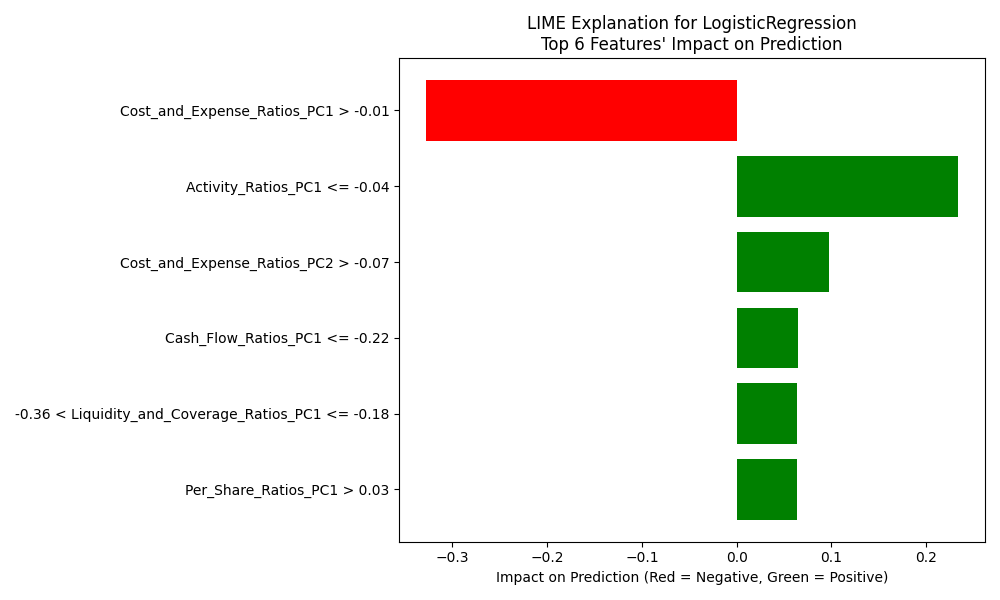 LIME Explanation for LogisticRegression
Top 6 Features' Impact on Prediction
Cost_and_Expense_Ratios_PC1 > -0.01
Activity_Ratios_PC1 <= -0.04
Cost_and_Expense_Ratios_PC2 > -0.07
Cash_Flow_Ratios_PC1 <= -0.22
-0.36 < Liquidity_and_Coverage_Ratios_PC1 <= -0.18
Per_Share_Ratios_PC1 > 0.03
−0.3 −0.2 −0.1 0.0 0.1 0.2
Impact on Prediction (Red = Negative, Green = Positive)